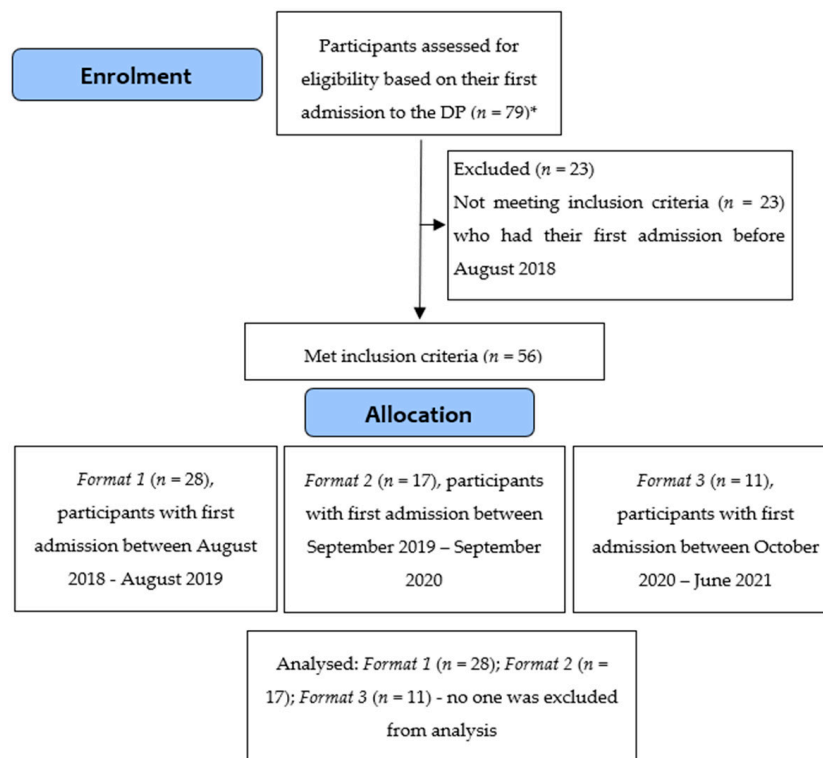 Enrolment
Participants assessed for
eligibility based on their first
admission to the DP (n = 79)*
Excluded (n = 23)
Not meeting inclusion criteria (n = 23)
who had their first admission before
August 2018
Met inclusion criteria (n = 56)
Allocation
Format 1 (n = 28),
participants with first
admission between August
2018 - August 2019
Format 2 (n = 17), participants
with first admission between
September 2019 – September
2020
Format 3 (n = 11),
participants with first
admission between October
2020 – June 2021
Analysed: Format 1 (n = 28); Format 2 (n =
17); Format 3 (n = 11) - no one was excluded
from analysis